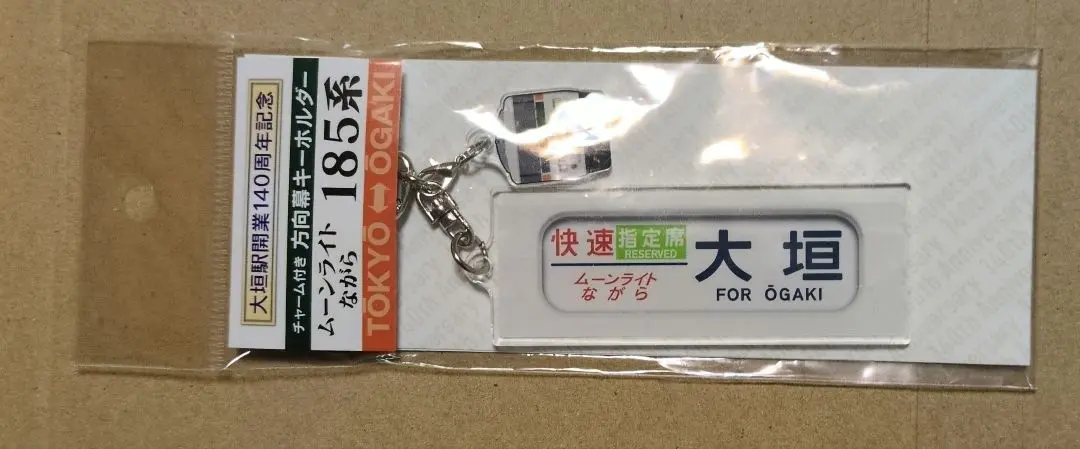 大垣駅開業140周年記念
チャーム付き 方向幕キーホルダー
ムーンライト
ながら
185系
TOKYŌ ⇔ ŌGAKI
快速
指定席
RESERVED
ムーンライト
ながら
大垣
FOR ŌGAKI